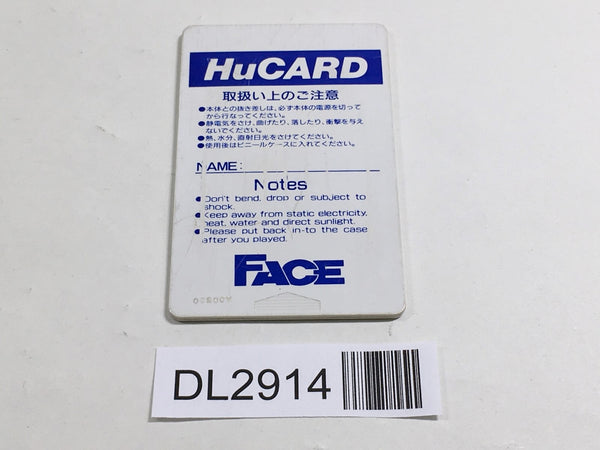 HuCARD
取扱い上のご注意
●本体との抜き差しは、必ず本体の電源を切って
から行なってください。
●静電気をさけ、曲げたり、落したり、衝撃を与え
ないでください。
●熱、水分、直射日光をさけてください。
●使用後はビニールケースに入れてください。
NAME:
Notes
●Don't bend, drop or subject to
shock.
●Keep away from static electricity,
heat, water and direct sunlight.
●Please put back in-to the case
after you played.
FACE
DL2914